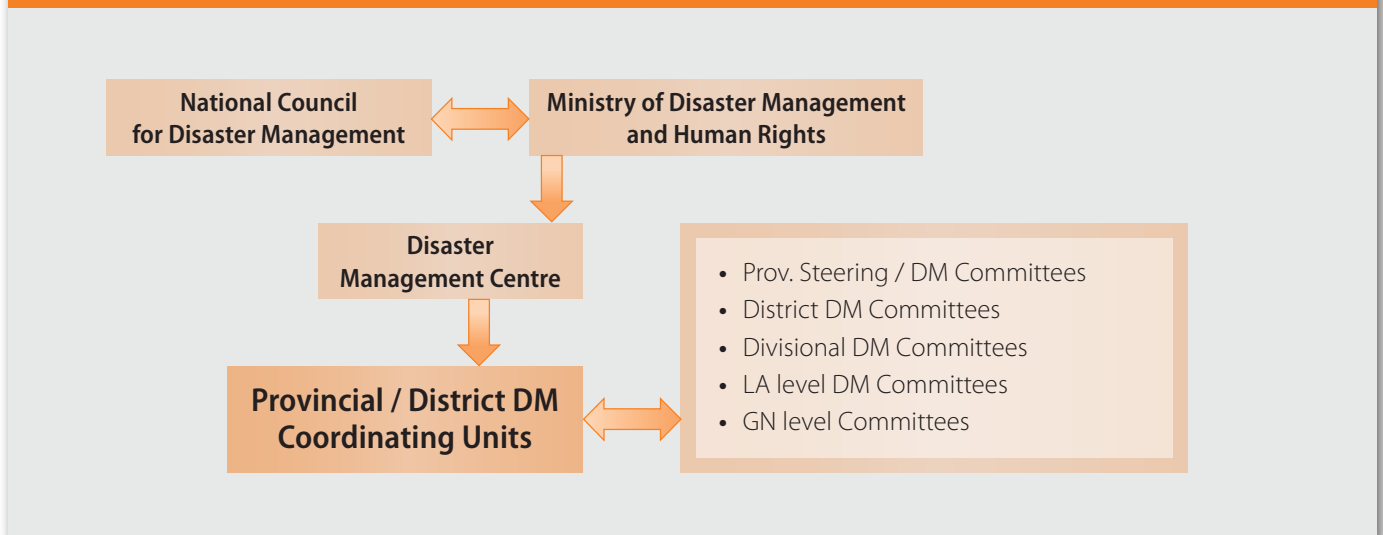 National Council
for Disaster Management
Ministry of Disaster Management
and Human Rights
Disaster
Management Centre
Provincial / District DM
Coordinating Units
• Prov. Steering / DM Committees
• District DM Committees
• Divisional DM Committees
• LA level DM Committees
• GN level Committees